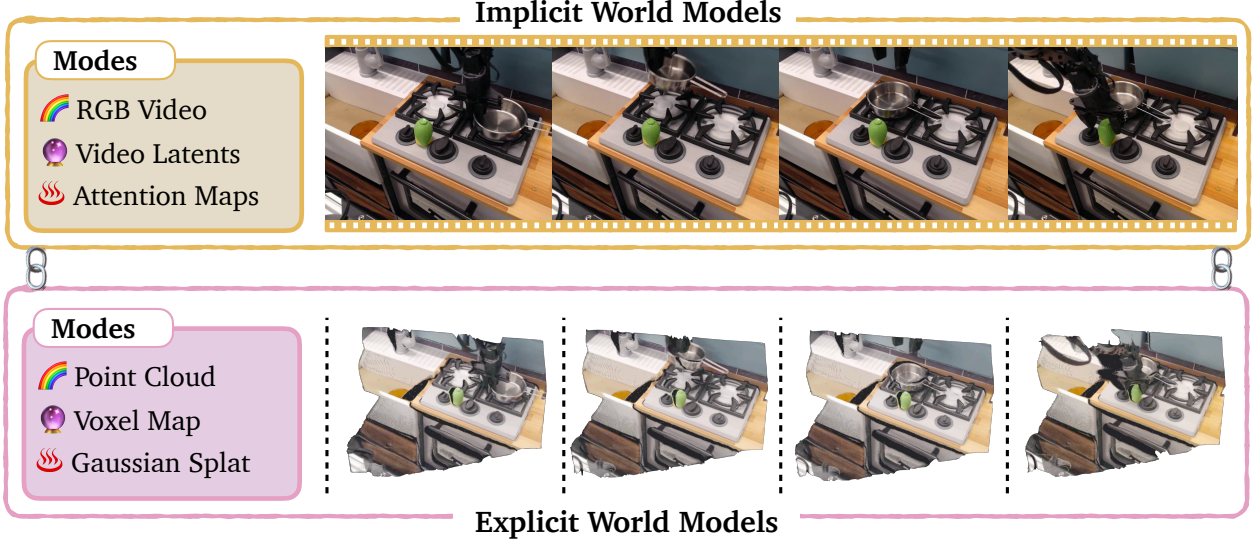 Implicit World Models
Modes
🌈 RGB Video
🔮 Video Latents
♨ Attention Maps
Modes
🌈 Point Cloud
🔮 Voxel Map
♨ Gaussian Splat
Explicit World Models